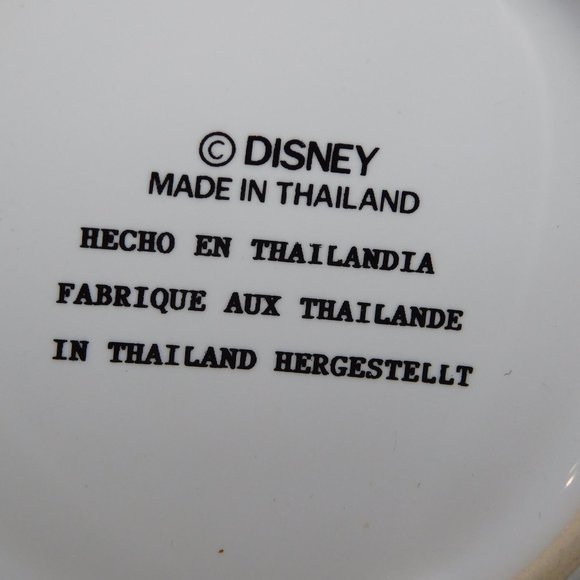 © DISNEY
MADE IN THAILAND
HECHO EN THAILANDIA
FABRIQUE AUX THAILANDE
IN THAILAND HERGESTELLT